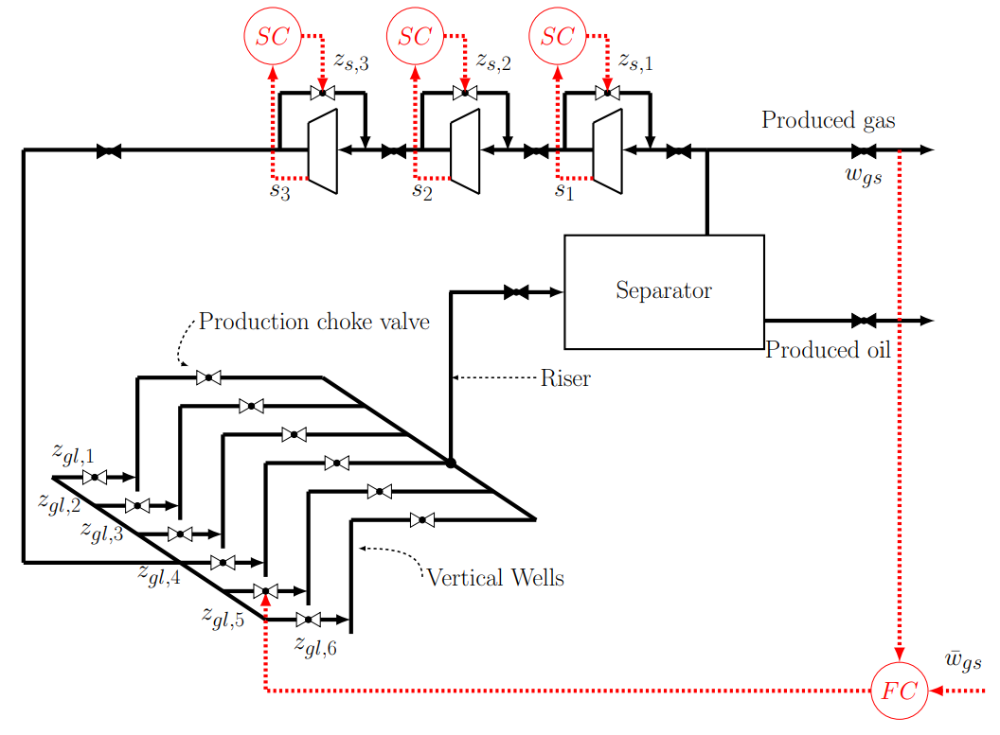 SC SC SC
z_{s,3} z_{s,2} z_{s,1}
Produced gas
w_{gs}
s_3 s_2 s_1
Separator
Production choke valve
Produced oil
Riser
z_{gl,1}
z_{gl,2}
z_{gl,3}
z_{gl,4}
Vertical Wells
z_{gl,5}
z_{gl,6}
w̄_{gs}
FC